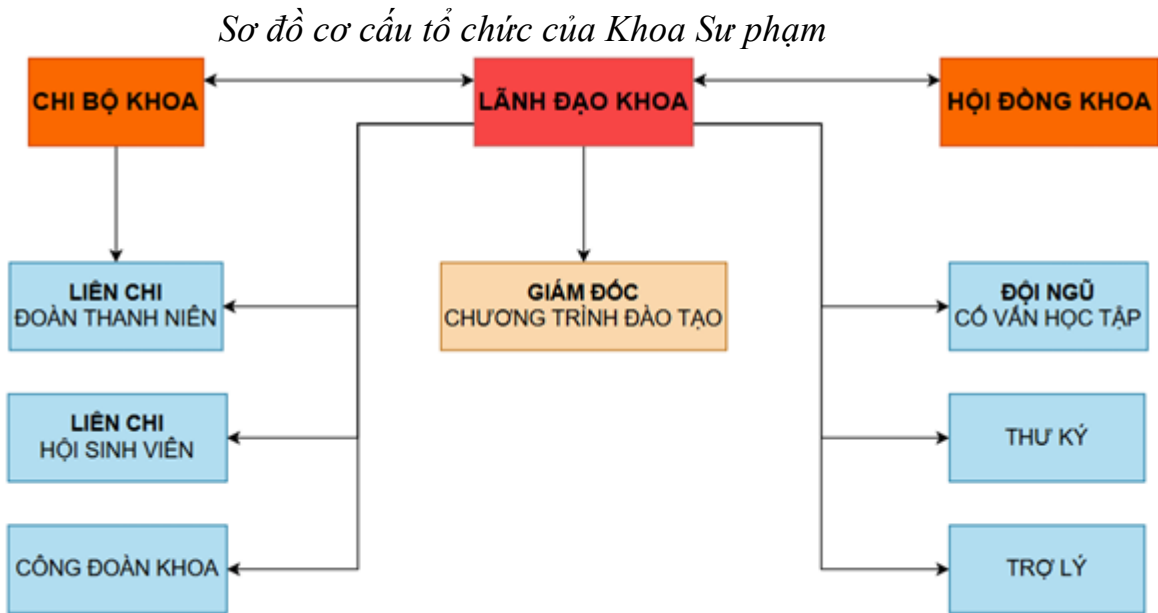 Sơ đồ cơ cấu tổ chức của Khoa Sư phạm
CHI BỘ KHOA
LÃNH ĐẠO KHOA
HỘI ĐỒNG KHOA
LIÊN CHI
ĐOÀN THANH NIÊN
GIÁM ĐỐC
CHƯƠNG TRÌNH ĐÀO TẠO
ĐỘI NGŨ
CỐ VẤN HỌC TẬP
LIÊN CHI
HỘI SINH VIÊN
THƯ KÝ
CÔNG ĐOÀN KHOA
TRỢ LÝ